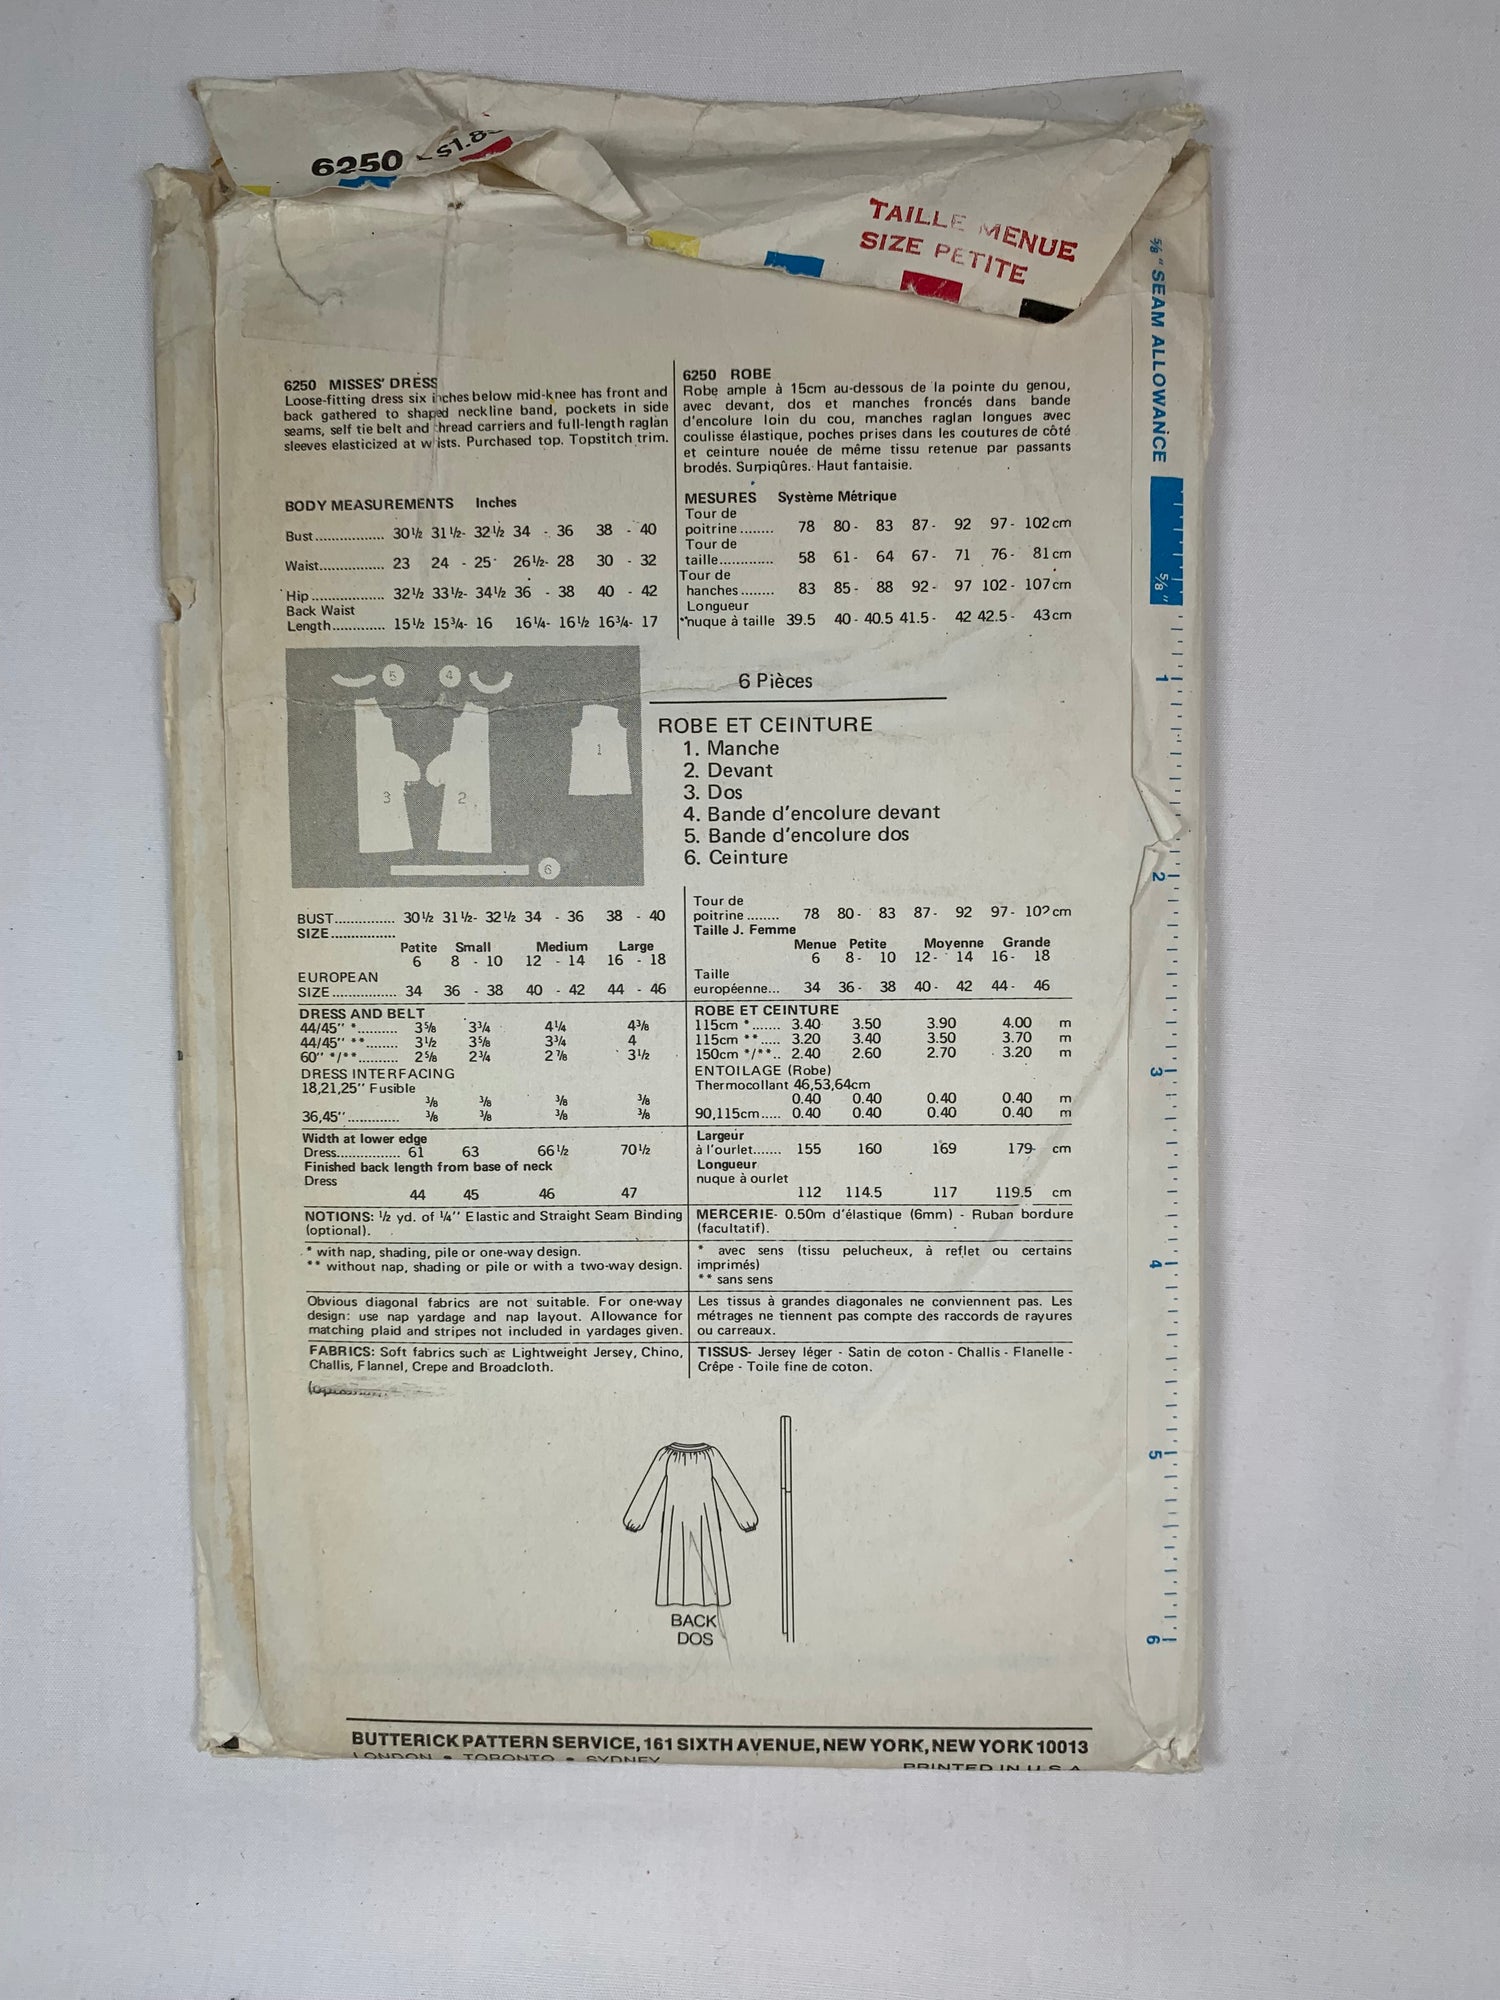 6250 - $1.8
TAILLE MENUE
SIZE PETITE
5/8" SEAM ALLOWANCE
5/8"
1
2
3
4
5
6
6250 MISSES' DRESS
Loose-fitting dress six inches below mid-knee has front and
back gathered to shaped neckline band, pockets in side
seams, self tie belt and thread carriers and full-length raglan
sleeves elasticized at wrists. Purchased top. Topstitch trim.
6250 ROBE
Robe ample à 15cm au-dessous de la pointe du genou,
avec devant, dos et manches froncés dans bande
d'encolure loin du cou, manches raglan longues avec
coulisse élastique, poches prises dans les coutures de côté
et ceinture nouée de même tissu retenue par passants
brodés. Surpiqûres. Haut fantaisie.
BODY MEASUREMENTS Inches
Bust................ 30½ 31½- 32½ 34 - 36 38 - 40
Waist................ 23 24 - 25 26½- 28 30 - 32
Hip................ 32½ 33½- 34½ 36 - 38 40 - 42
Back Waist
Length............. 15½ 15¾- 16 16¼- 16½ 16¾- 17
MESURES Système Métrique
Tour de
poitrine........ 78 80- 83 87- 92 97- 102cm
Tour de
taille............. 58 61- 64 67- 71 76- 81cm
Tour de
hanches........ 83 85- 88 92- 97 102- 107cm
Longueur
nuque à taille 39.5 40- 40.5 41.5- 42 42.5- 43cm
5 4
1
3 2
6
6 Pièces
ROBE ET CEINTURE
1. Manche
2. Devant
3. Dos
4. Bande d'encolure devant
5. Bande d'encolure dos
6. Ceinture
BUST............... 30½ 31½- 32½ 34 - 36 38 - 40
SIZE................
Petite Small Medium Large
6 8 - 10 12 - 14 16 - 18
EUROPEAN
SIZE................ 34 36 - 38 40 - 42 44 - 46
Tour de
poitrine........ 78 80- 83 87- 92 97- 102cm
Taille J. Femme
Menue Petite Moyenne Grande
6 8- 10 12- 14 16- 18
Taille
européenne... 34 36- 38 40- 42 44- 46
DRESS AND BELT
44/45" *.......... 3⅝ 3¾ 4¼ 4⅜
44/45" **........ 3½ 3⅝ 3¾ 4
60" */**.......... 2⅝ 2¾ 2⅞ 3½
DRESS INTERFACING
18,21,25" Fusible
⅜ ⅜ ⅜ ⅜
36,45"............. ⅜ ⅜ ⅜ ⅜
ROBE ET CEINTURE
115cm *....... 3.40 3.50 3.90 4.00 m
115cm **..... 3.20 3.40 3.50 3.70 m
150cm */**.. 2.40 2.60 2.70 3.20 m
ENTOILAGE (Robe)
Thermocollant 46,53,64cm
0.40 0.40 0.40 0.40 m
90,115cm..... 0.40 0.40 0.40 0.40 m
Width at lower edge
Dress................ 61 63 66½ 70½
Finished back length from base of neck
Dress
44 45 46 47
Largeur
à l'ourlet....... 155 160 169 179 cm
Longueur
nuque à ourlet
112 114.5 117 119.5 cm
NOTIONS: ½ yd. of ¼" Elastic and Straight Seam Binding
(optional).
MERCERIE- 0.50m d'élastique (6mm) - Ruban bordure
(facultatif).
* with nap, shading, pile or one-way design.
** without nap, shading or pile or with a two-way design.
* avec sens (tissu pelucheux, à reflet ou certains
imprimés)
** sans sens
Obvious diagonal fabrics are not suitable. For one-way
design: use nap yardage and nap layout. Allowance for
matching plaid and stripes not included in yardages given.
Les tissus à grandes diagonales ne conviennent pas. Les
métrages ne tiennent pas compte des raccords de rayures
ou carreaux.
FABRICS: Soft fabrics such as Lightweight Jersey, Chino,
Challis, Flannel, Crepe and Broadcloth.
TISSUS- Jersey léger - Satin de coton - Challis - Flanelle -
Crêpe - Toile fine de coton.
BACK
DOS
BUTTERICK PATTERN SERVICE, 161 SIXTH AVENUE, NEW YORK, NEW YORK 10013
LONDON • TORONTO • SYDNEY
PRINTED IN U.S.A.